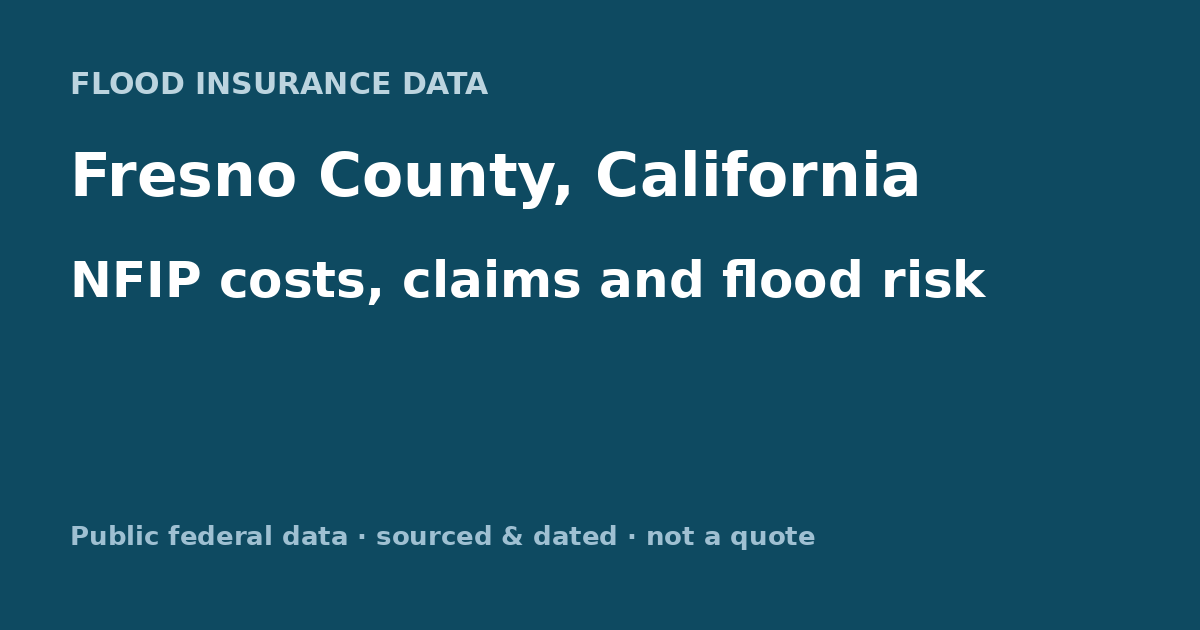 FLOOD INSURANCE DATA
Fresno County, California
NFIP costs, claims and flood risk
Public federal data · sourced & dated · not a quote